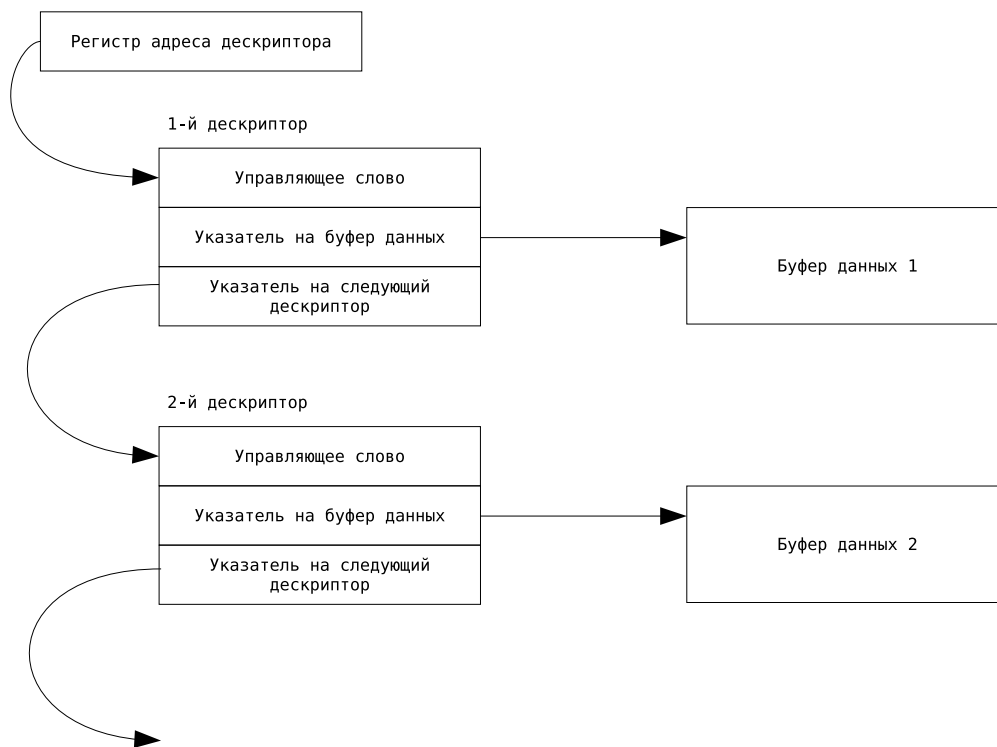 Регистр адреса дескриптора
1-й дескриптор
Управляющее слово
Указатель на буфер данных
Буфер данных 1
Указатель на следующий
дескриптор
2-й дескриптор
Управляющее слово
Указатель на буфер данных
Буфер данных 2
Указатель на следующий
дескриптор